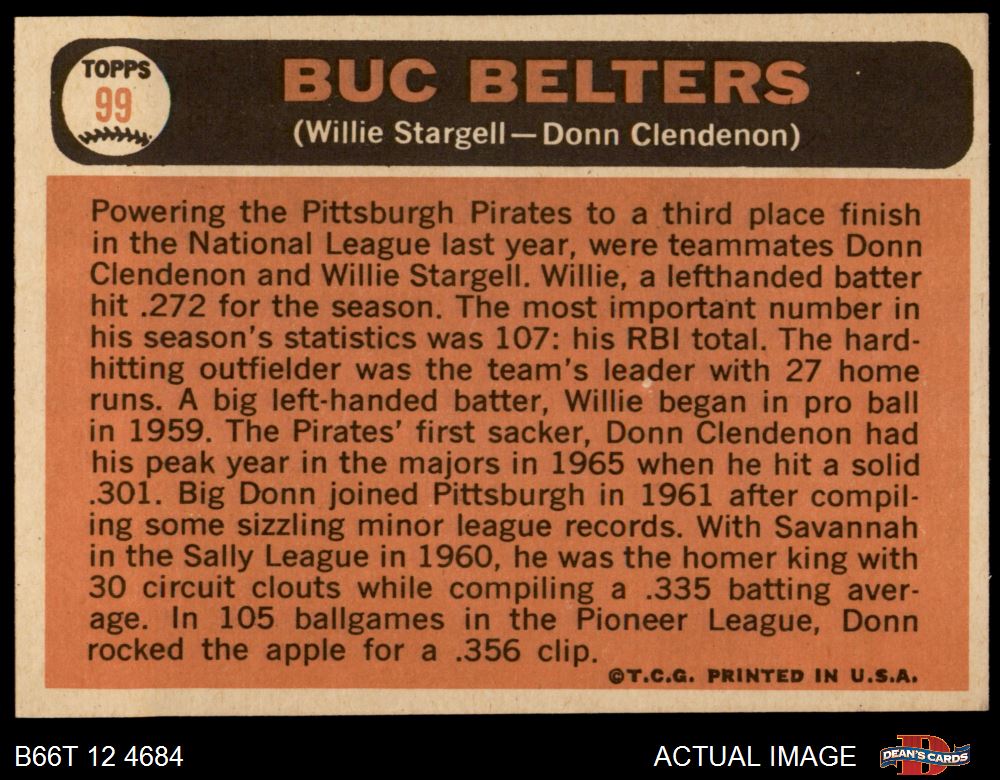 TOPPS
99
BUC BELTERS
(Willie Stargell—Donn Clendenon)
Powering the Pittsburgh Pirates to a third place finish
in the National League last year, were teammates Donn
Clendenon and Willie Stargell. Willie, a lefthanded batter
hit .272 for the season. The most important number in
his season's statistics was 107: his RBI total. The hard-
hitting outfielder was the team's leader with 27 home
runs. A big left-handed batter, Willie began in pro ball
in 1959. The Pirates' first sacker, Donn Clendenon had
his peak year in the majors in 1965 when he hit a solid
.301. Big Donn joined Pittsburgh in 1961 after compil-
ing some sizzling minor league records. With Savannah
in the Sally League in 1960, he was the homer king with
30 circuit clouts while compiling a .335 batting aver-
age. In 105 ballgames in the Pioneer League, Donn
rocked the apple for a .356 clip.
©T.C.G. PRINTED IN U.S.A.
B66T 12 4684
ACTUAL IMAGE
D
DEAN'S CARDS